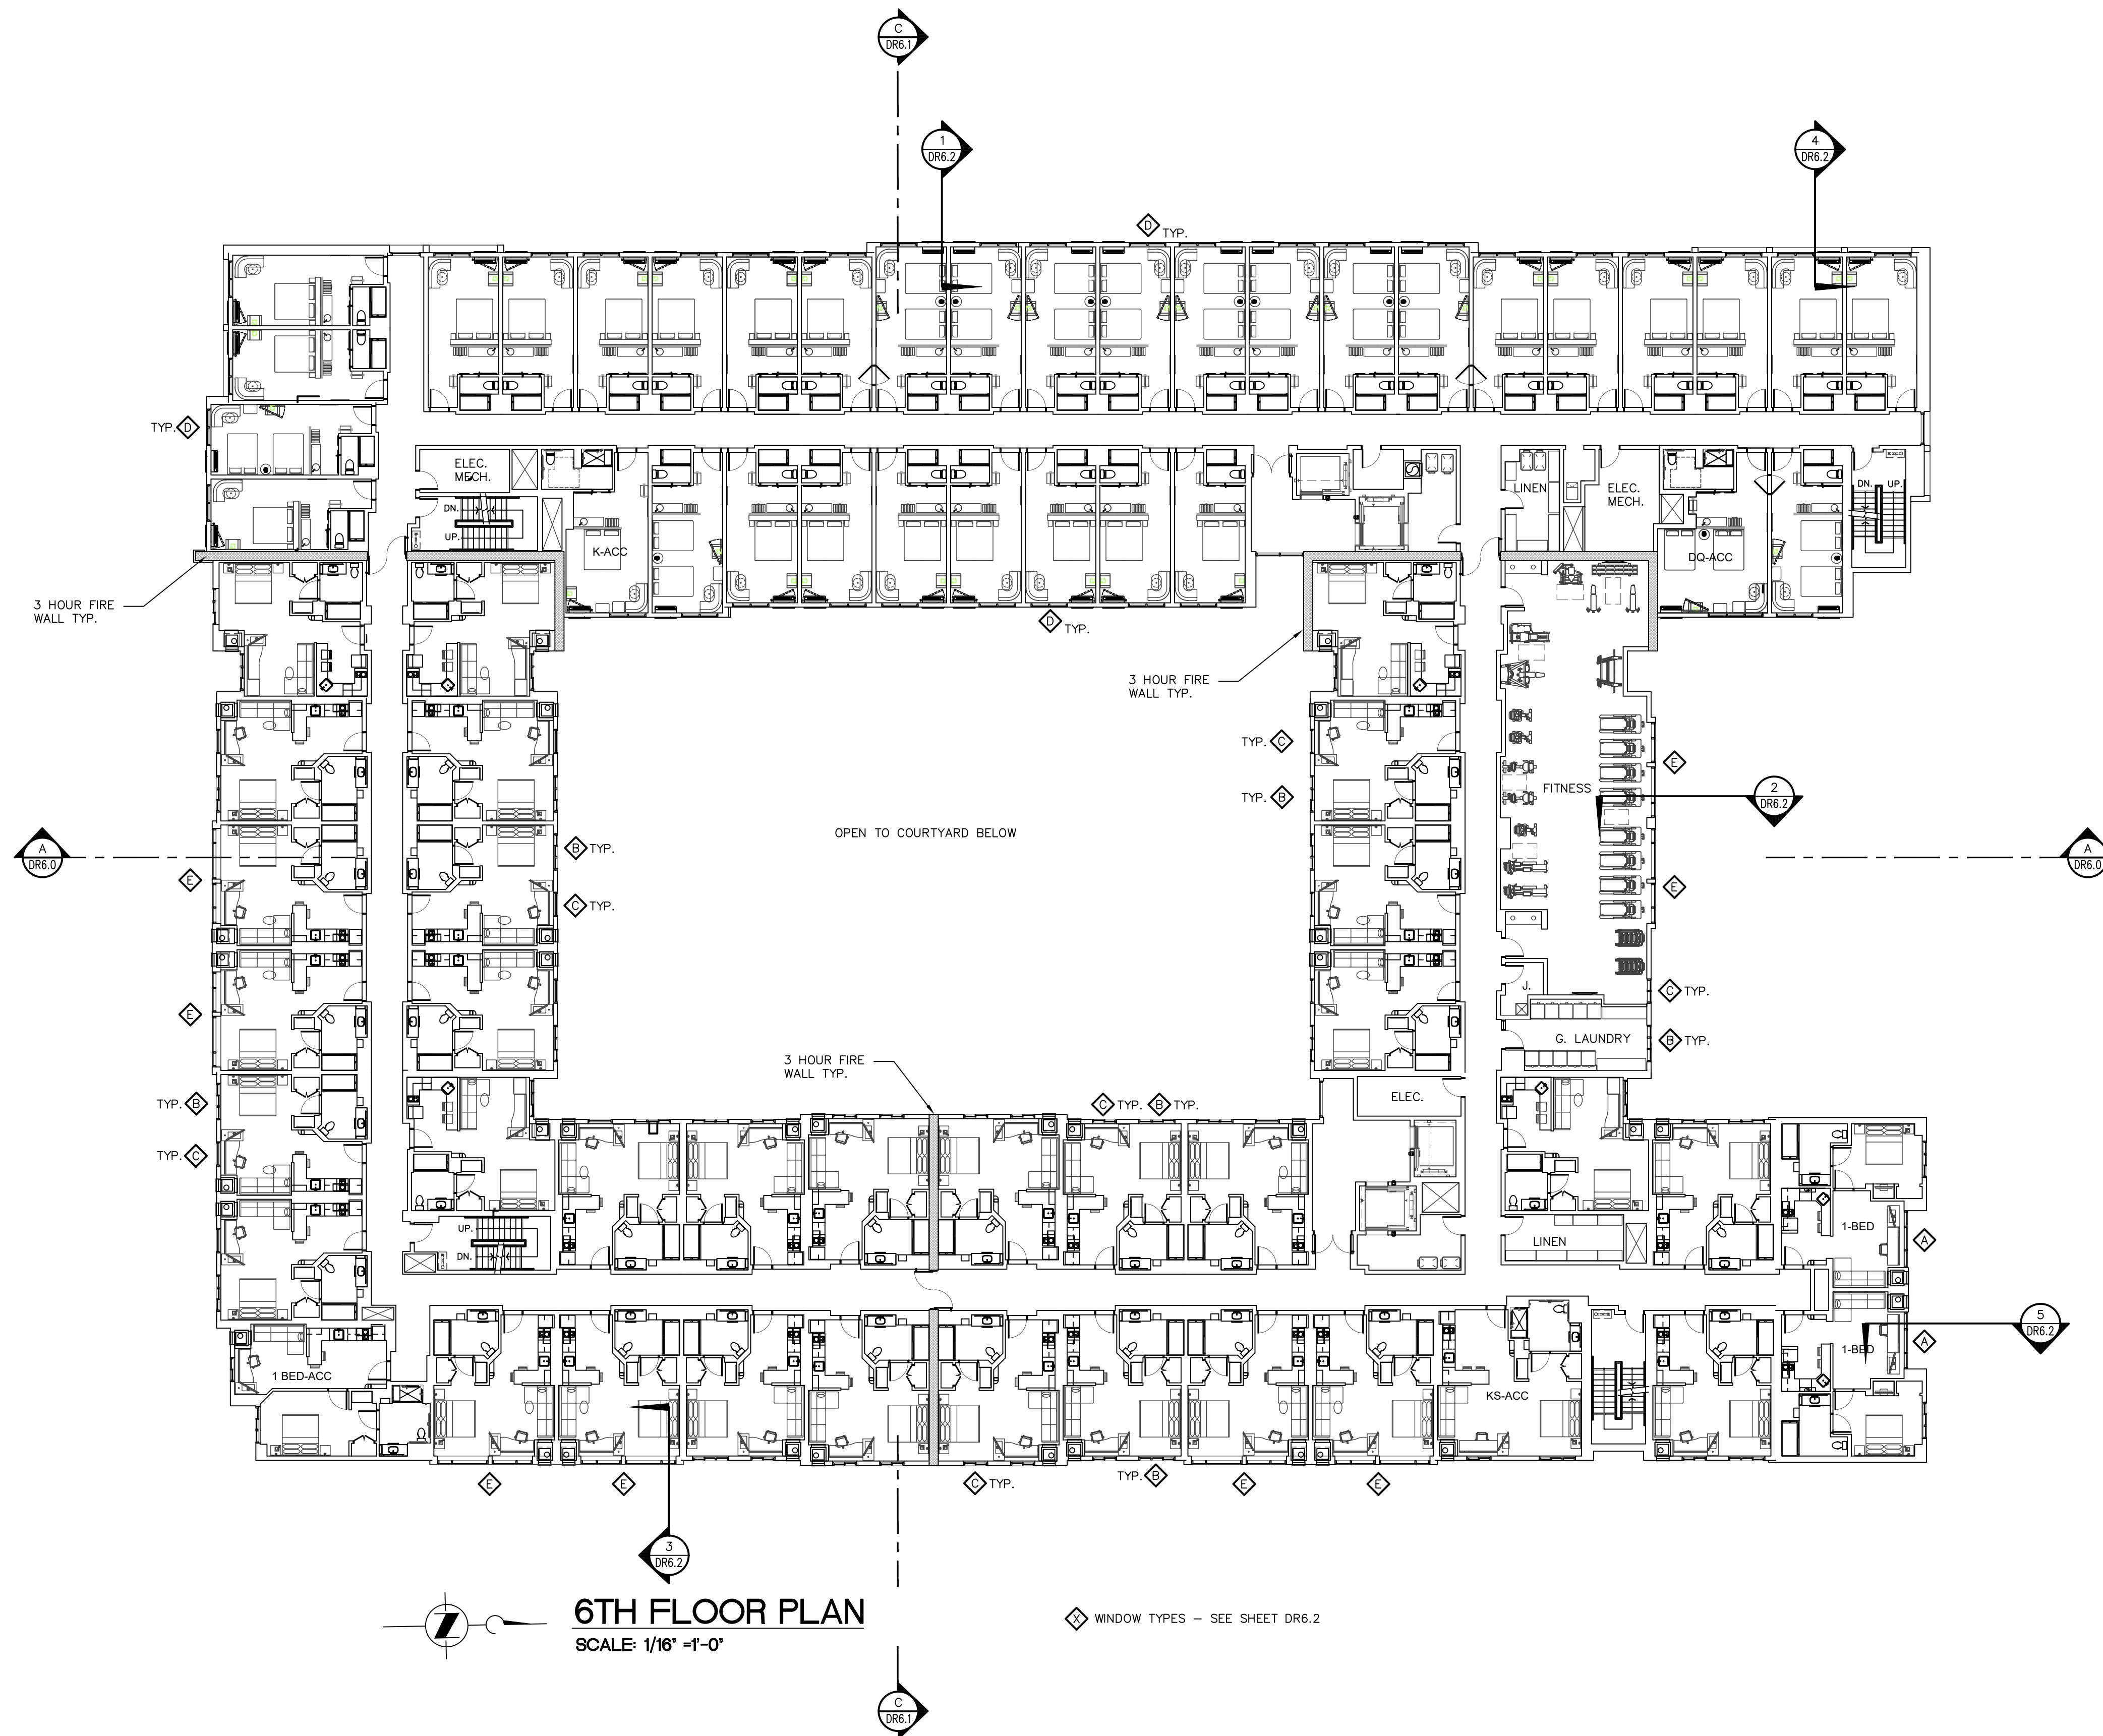 C
DR6.1
1
DR6.2
4
DR6.2
D
TYP.
TYP. D
ELEC.
MECH.
DN.
UP.
K-ACC
LINEN
ELEC.
MECH.
DQ-ACC
DN.
UP.
3 HOUR FIRE
WALL TYP.
D
TYP.
3 HOUR FIRE
WALL TYP.
TYP. C
TYP. B
E
FITNESS
2
DR6.2
OPEN TO COURTYARD BELOW
A
DR6.0
A
DR6.0
B TYP.
E
E
C TYP.
E
J.
C TYP.
G. LAUNDRY
B TYP.
3 HOUR FIRE
WALL TYP.
ELEC.
TYP. B
C TYP. B TYP.
TYP. C
UP.
DN.
LINEN
1-BED
A
5
DR6.2
1-BED
A
1 BED-ACC
KS-ACC
E
E
C TYP.
TYP. B
E
E
3
DR6.2
6TH FLOOR PLAN
SCALE: 1/16" =1'-0"
X WINDOW TYPES – SEE SHEET DR6.2
C
DR6.1